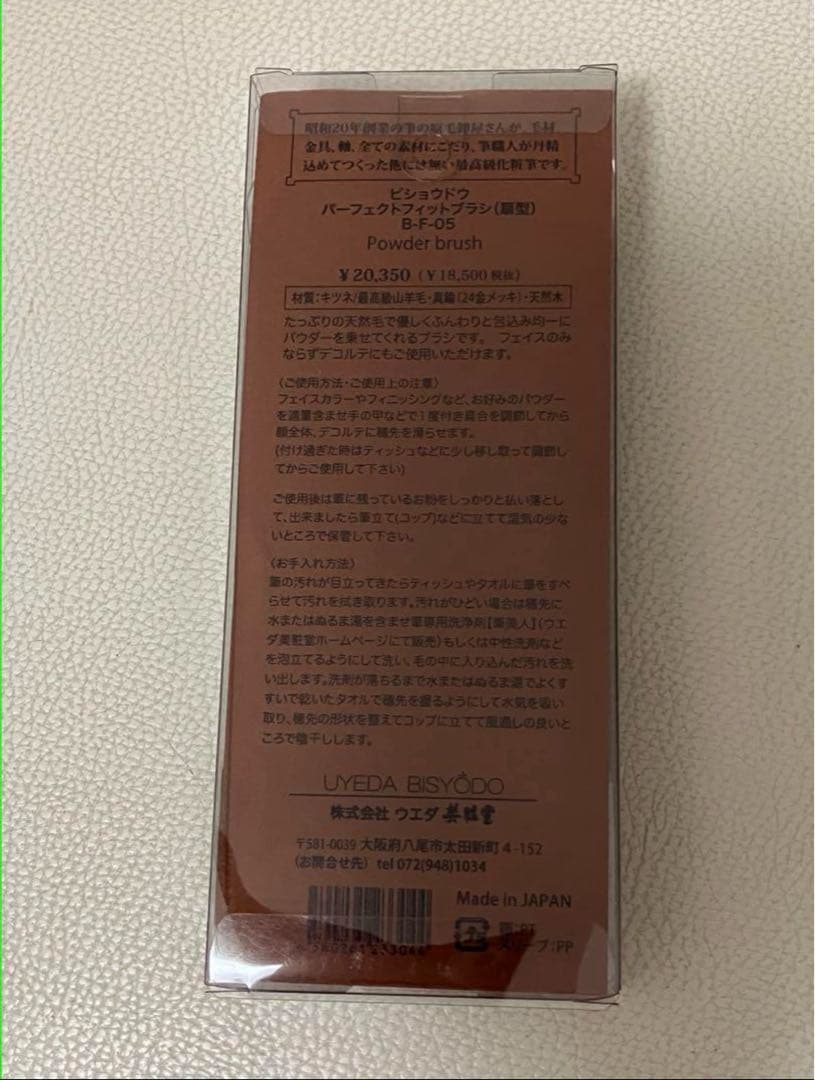 昭和20年創業の筆の原毛卸屋さんが、毛材
金具、軸、全ての素材にこだり、筆職人が丹精
込めてつくった他には無い最高級化粧筆です。
ビショウドウ
パーフェクトフィットブラシ(扇型)
B-F-05
Powder brush
￥20,350(￥18,500 税抜)
材質:キツネ/最高級山羊毛・真鍮(24金メッキ)・天然木
たっぷりの天然毛で優しくふんわりと包込み均一に
パウダーを乗せてくれるブラシです。 フェイスのみ
ならずデコルテにもご使用いただけます。
〈ご使用方法・ご使用上の注意〉
フェイスカラーやフィニッシングなど、お好みのパウダー
を適量含ませ手の甲などで1度付き具合を調節してから
顔全体、デコルテに穂先を滑らせます。
(付け過ぎた時はティッシュなどに少し移し取って調節し
てからご使用して下さい)
ご使用後は筆に残っているお粉をしっかりと払い落とし
て、出来ましたら筆立て(コップ)などに立てて湿気の少な
いところで保管して下さい。
〈お手入れ方法〉
筆の汚れが目立ってきたらティッシュやタオルに筆をすべ
らせて汚れを拭き取ります。汚れがひどい場合は穂先に
水またはぬるま湯を含ませ筆専用洗浄剤【筆美人】(ウエ
ダ美粧堂ホームページにて販売)もしくは中性洗剤など
を泡立てるようにして洗い、毛の中に入り込んだ汚れを洗
い出します。洗剤が落ちるまで水またはぬるま湯でよくす
すいで乾いたタオルで穂先を握るようにして水気を吸い
取り、穂先の形状を整えてコップに立てて風通しの良いと
ころで陰干しします。
UYEDA BISYŌDO
株式会社 ウエダ美粧堂
〒581-0039 大阪府八尾市太田新町4-152
(お問合せ先) tel 072(948)1034
Made in JAPAN
プ:PP